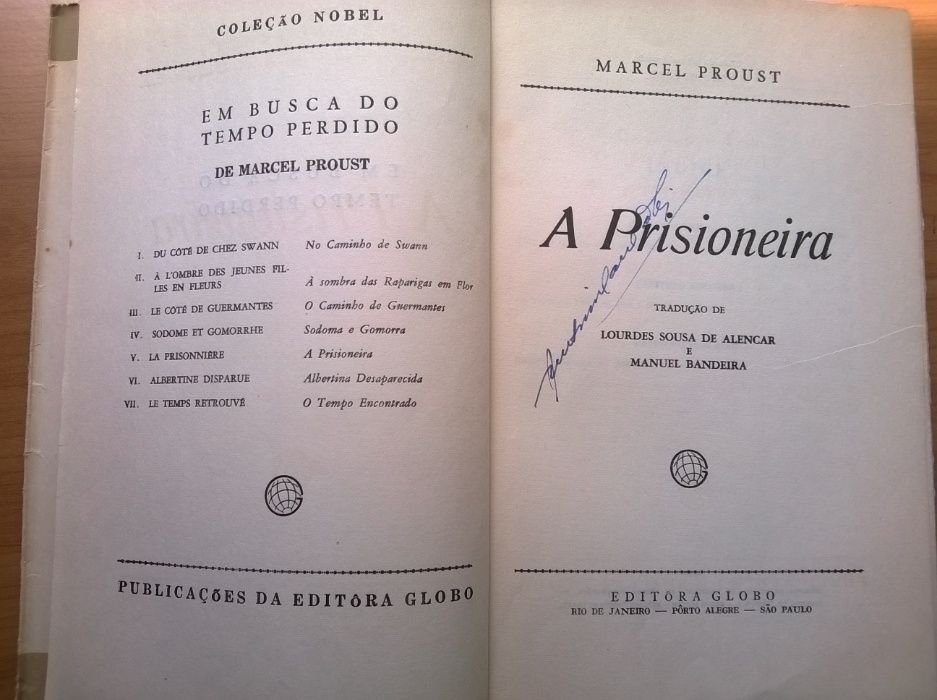 COLEÇÃO NOBEL
EM BUSCA DO
TEMPO PERDIDO
DE MARCEL PROUST
I. DU CÔTÉ DE CHEZ SWANN No Caminho de Swann
II. À L'OMBRE DES JEUNES FIL-
LES EN FLEURS À sombra das Raparigas em Flor
III. LE CÔTÉ DE GUERMANTES O Caminho de Guermantes
IV. SODOME ET GOMORRHE Sodoma e Gomorra
V. LA PRISONNIÈRE A Prisioneira
VI. ALBERTINE DISPARUE Albertina Desaparecida
VII. LE TEMPS RETROUVÉ O Tempo Encontrado
PUBLICAÇÕES DA EDITÔRA GLOBO
MARCEL PROUST
A Prisioneira
TRADUÇÃO DE
LOURDES SOUSA DE ALENCAR
E
MANUEL BANDEIRA
EDITÔRA GLOBO
RIO DE JANEIRO — PÔRTO ALEGRE — SÃO PAULO